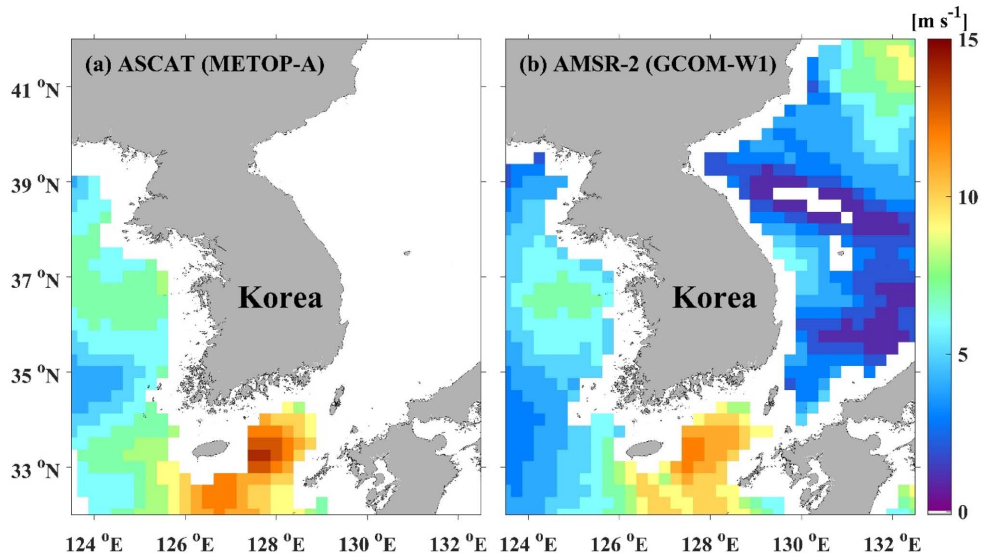 [m s⁻¹]
(a) ASCAT (METOP-A)
(b) AMSR-2 (GCOM-W1)
15
10
5
0
41 °N
39 °N
37 °N
35 °N
33 °N
Korea
Korea
124 °E 126 °E 128 °E 130 °E 132 °E
124 °E 126 °E 128 °E 130 °E 132 °E